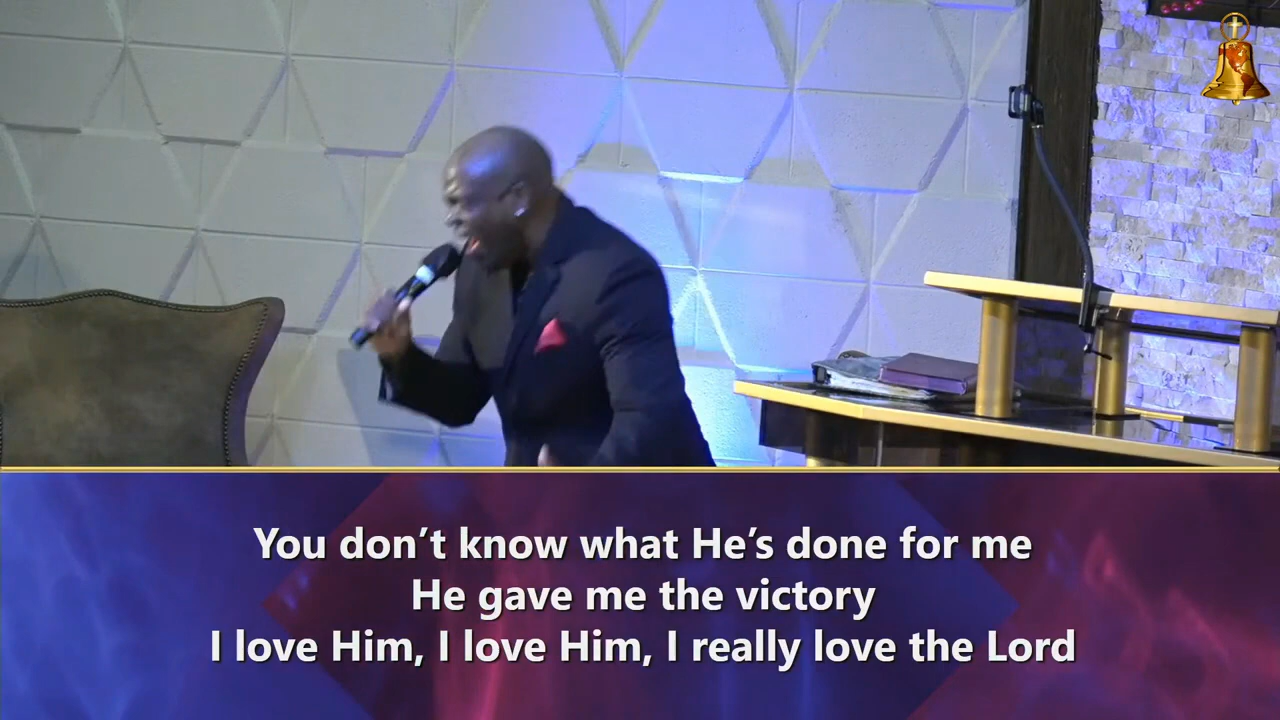 You don’t know what He’s done for me
He gave me the victory
I love Him, I love Him, I really love the Lord